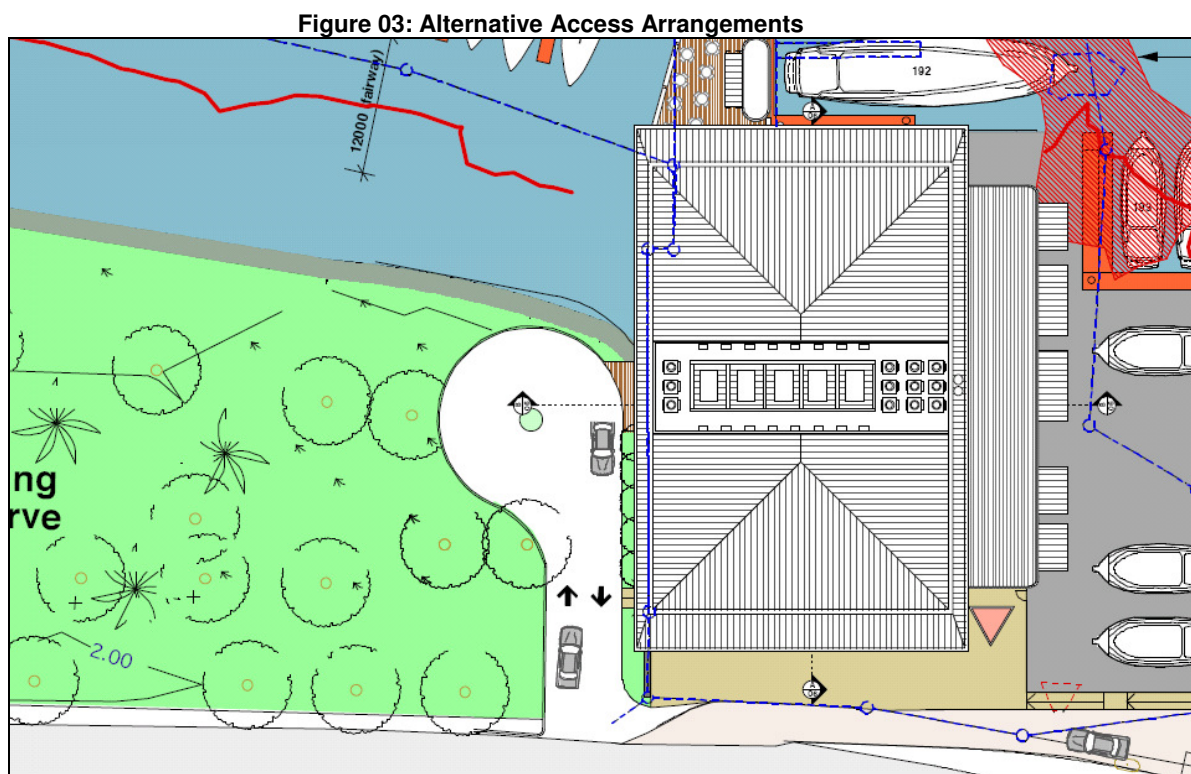 Figure 03: Alternative Access Arrangements
12000 (fairway)
192
193
ng
rve
2.00